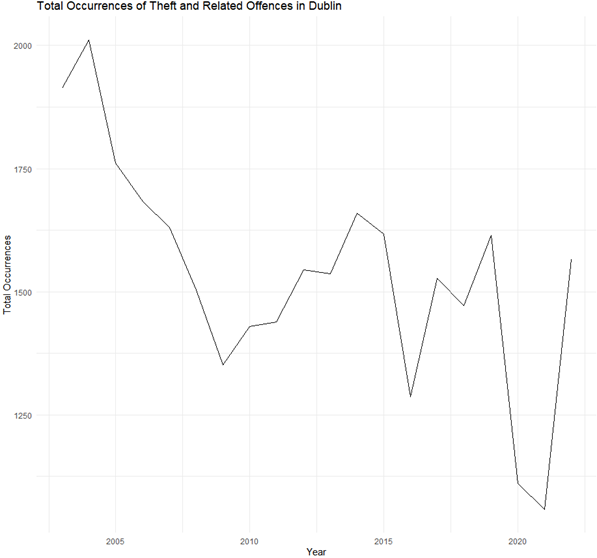 Total Occurrences of Theft and Related Offences in Dublin
Total Occurrences
2000
1750
1500
1250
2005
2010
2015
2020
Year